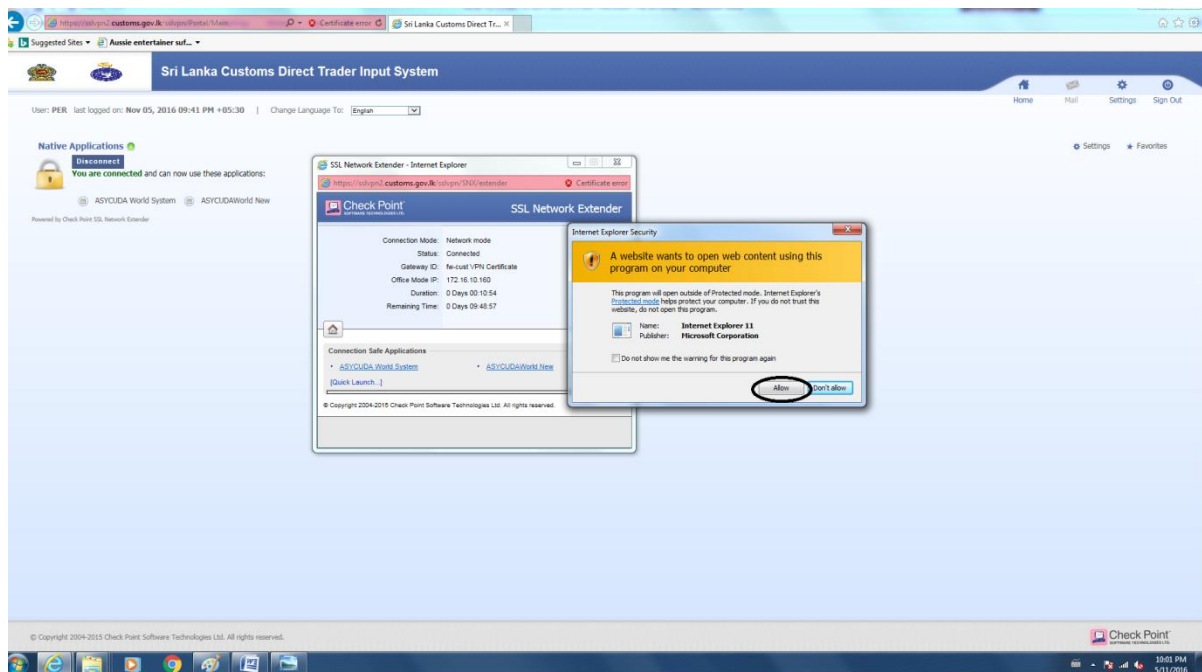 https://sslvpn2.customs.gov.lk/sslvpn/Portal/Main
Certificate error
Sri Lanka Customs Direct Tr...
Suggested Sites
Aussie entertainer suf...
Sri Lanka Customs Direct Trader Input System
Home
Mail
Settings
Sign Out
User: PER last logged on: Nov 05, 2016 09:41 PM +05:30 | Change Language To: English
Settings
Favorites
Native Applications
Disconnect
You are connected and can now use these applications:
ASYCUDA World System
ASYCUDAWorld New
Powered by Check Point SSL Network Extender
SSL Network Extender - Internet Explorer
https://sslvpn2.customs.gov.lk/sslvpn/SNX/extender
Certificate error
Check Point
SOFTWARE TECHNOLOGIES LTD.
SSL Network Extender
Connection Mode: Network mode
Status: Connected
Gateway ID: fw-cust VPN Certificate
Office Mode IP: 172.16.10.160
Duration: 0 Days 00:10:54
Remaining Time: 0 Days 09:48:57
Connection Safe Applications
• ASYCUDA World System
• ASYCUDAWorld New
[Quick Launch...]
© Copyright 2004-2015 Check Point Software Technologies Ltd. All rights reserved.
Internet Explorer Security
A website wants to open web content using this
program on your computer
This program will open outside of Protected mode. Internet Explorer's
Protected mode helps protect your computer. If you do not trust this
website, do not open this program.
Name: Internet Explorer 11
Publisher: Microsoft Corporation
Do not show me the warning for this program again
Allow
Don't allow
© Copyright 2004-2015 Check Point Software Technologies Ltd. All rights reserved.
Check Point
SOFTWARE TECHNOLOGIES LTD.
10:01 PM
5/11/2016